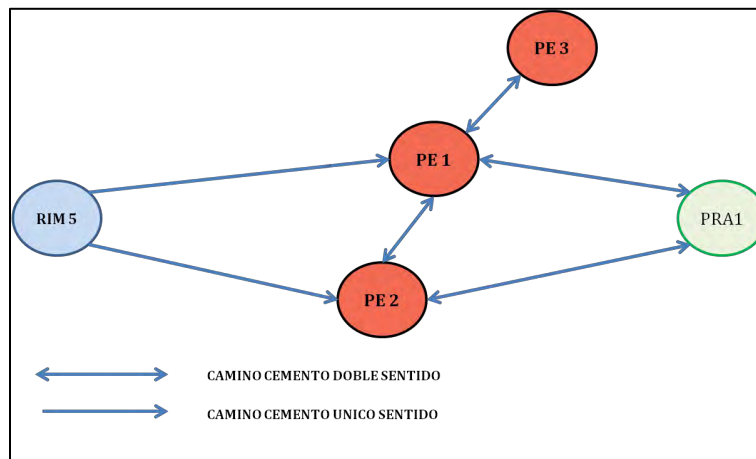 PE 3
PE 1
RIM 5
PRA1
PE 2
CAMINO CEMENTO DOBLE SENTIDO
CAMINO CEMENTO UNICO SENTIDO